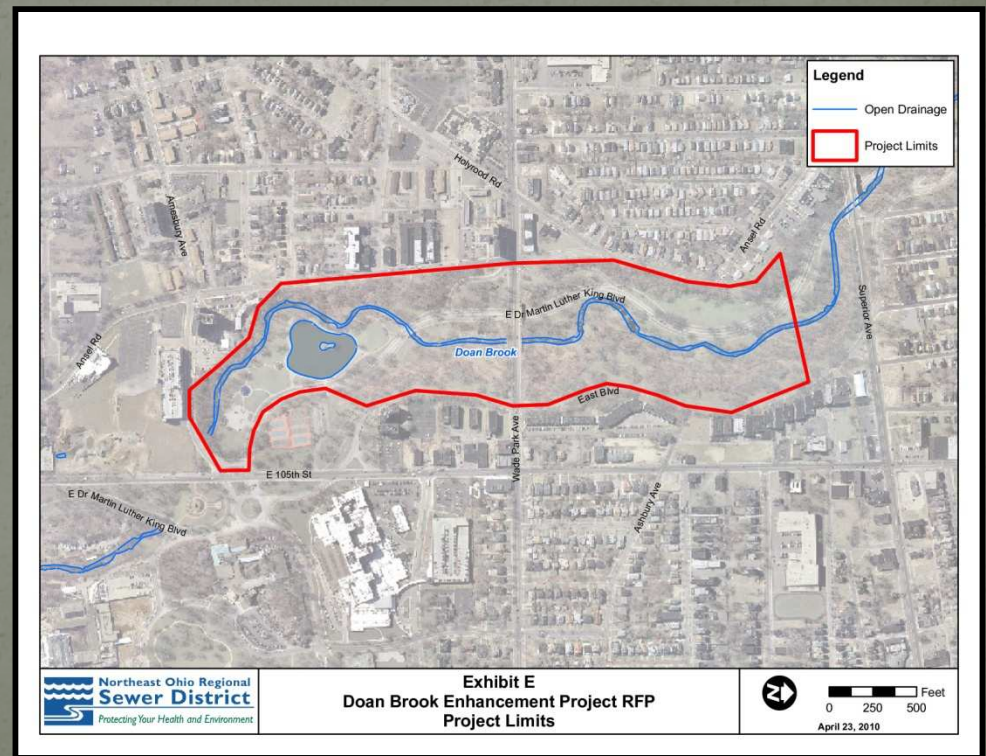 Legend
Open Drainage
Project Limits
Holyrood Rd
Amesbury Ave
Ansel Rd
Ansel Rd
Superior Ave
E Dr Martin Luther King Blvd
Doan Brook
East Blvd
Wade Park Ave
E 105th St
E Dr Martin Luther King Blvd
Ashbury Ave
Northeast Ohio Regional
Sewer District
Protecting Your Health and Environment
Exhibit E
Doan Brook Enhancement Project RFP
Project Limits
N
Feet
0 250 500
April 23, 2010